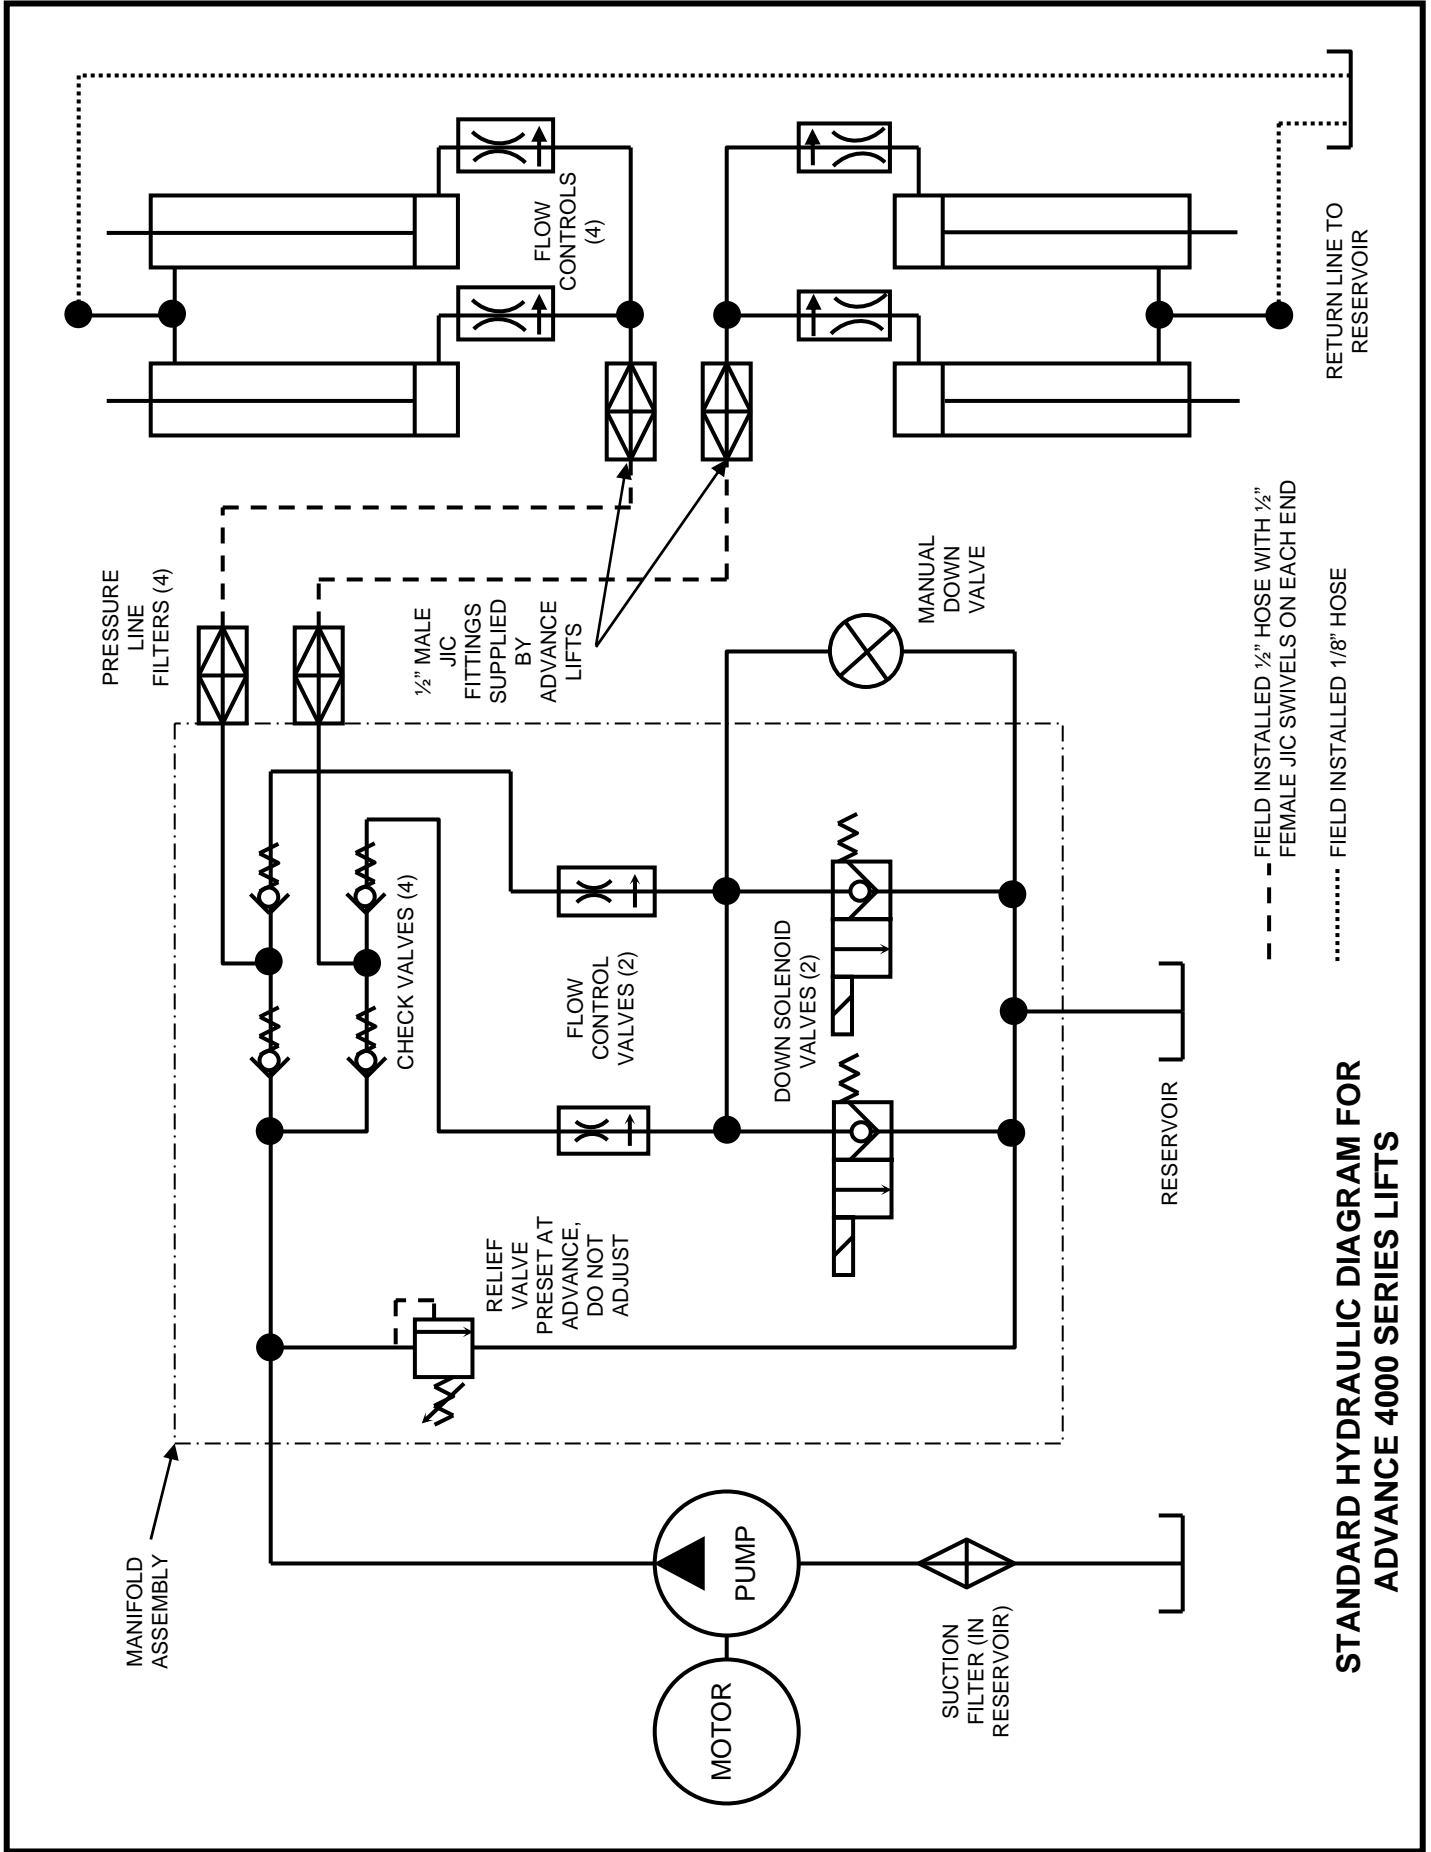 MANIFOLD
ASSEMBLY
PRESSURE
LINE
FILTERS (4)
½” MALE
JIC
FITTINGS
SUPPLIED
BY
ADVANCE
LIFTS
FLOW
CONTROLS
(4)
CHECK VALVES (4)
RELIEF
VALVE
PRESET AT
ADVANCE,
DO NOT
ADJUST
FLOW
CONTROL
VALVES (2)
DOWN SOLENOID
VALVES (2)
MANUAL
DOWN
VALVE
MOTOR
PUMP
SUCTION
FILTER (IN
RESERVOIR)
RESERVOIR
RETURN LINE TO
RESERVOIR
FIELD INSTALLED ½” HOSE WITH ½”
FEMALE JIC SWIVELS ON EACH END
FIELD INSTALLED 1/8” HOSE
STANDARD HYDRAULIC DIAGRAM FOR
ADVANCE 4000 SERIES LIFTS